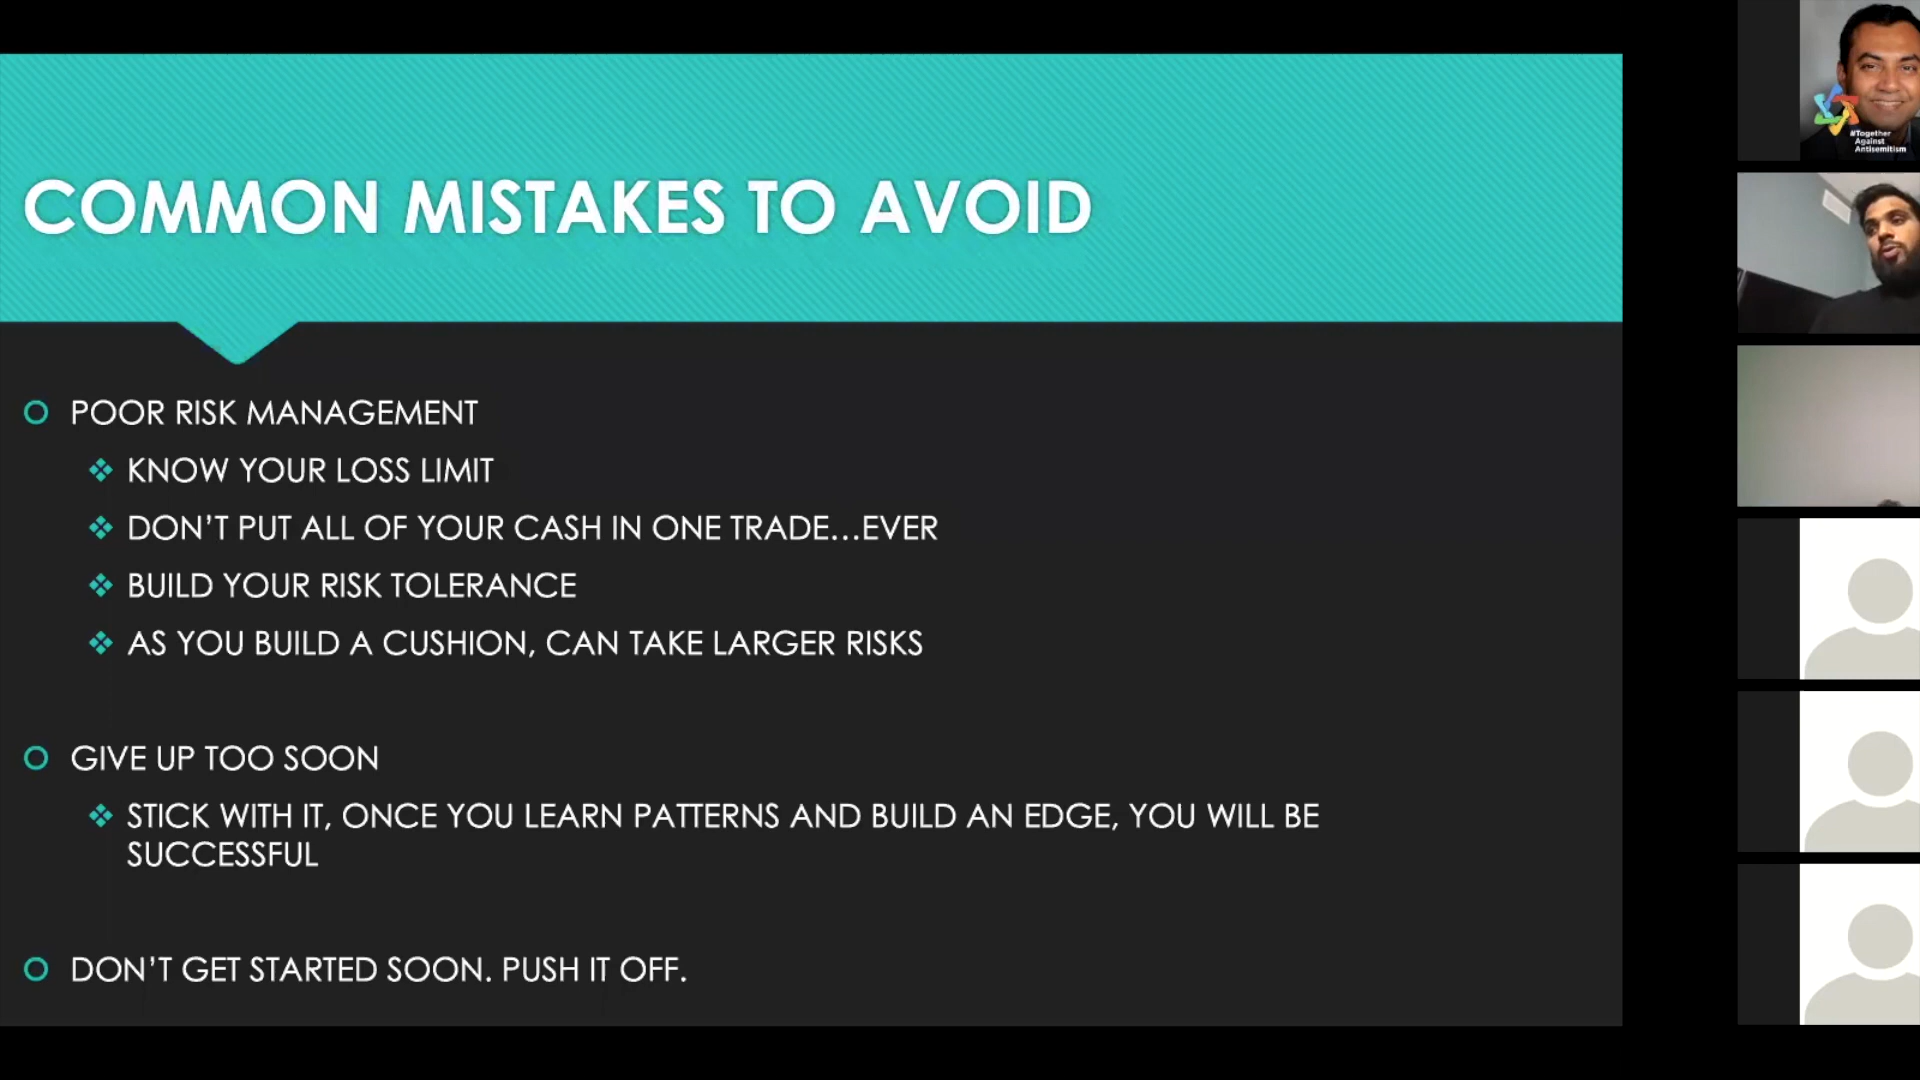 COMMON MISTAKES TO AVOID
POOR RISK MANAGEMENT
KNOW YOUR LOSS LIMIT
DON'T PUT ALL OF YOUR CASH IN ONE TRADE...EVER
BUILD YOUR RISK TOLERANCE
AS YOU BUILD A CUSHION, CAN TAKE LARGER RISKS
GIVE UP TOO SOON
STICK WITH IT, ONCE YOU LEARN PATTERNS AND BUILD AN EDGE, YOU WILL BE
SUCCESSFUL
DON'T GET STARTED SOON. PUSH IT OFF.
#Together
Against
Antisemitism